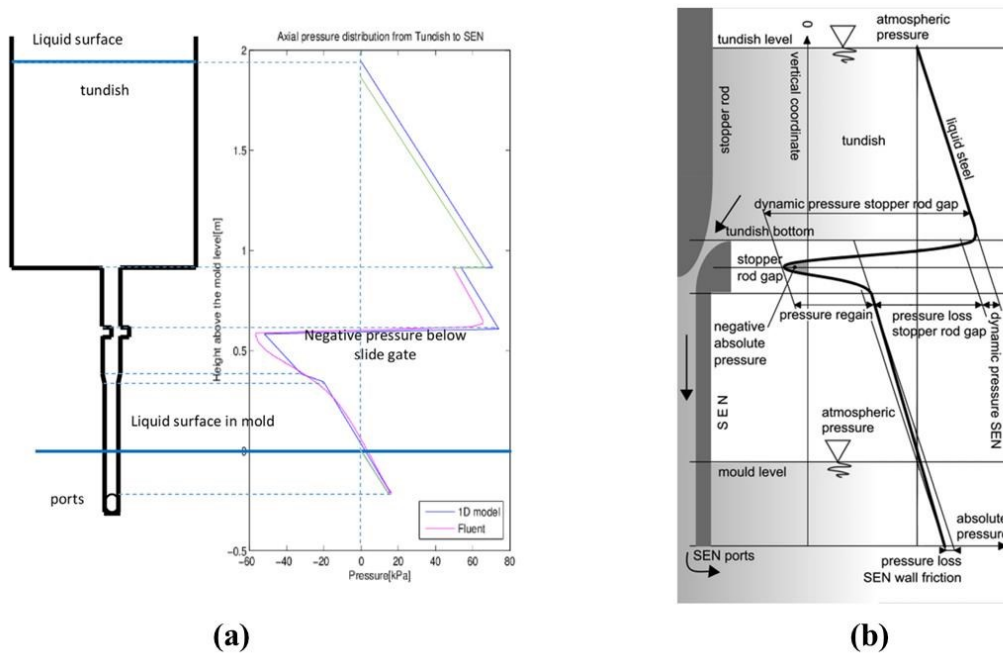 Liquid surface
tundish
Liquid surface in mold
ports
Axial pressure distribution from Tundish to SEN
Height above the mold level[m]
2
1.5
1
0.5
0
-0.5
Negative pressure below
slide gate
1D model
Fluent
-60
-40
-20
0
20
40
60
80
Pressure[kPa]
(a)
0
atmospheric
pressure
tundish level
vertical coordinate
stopper rod
tundish
liquid steel
dynamic pressure stopper rod gap
tundish bottom
stopper
rod gap
pressure regain
pressure loss
stopper rod gap
dynamic pressure SEN
negative
absolute
pressure
SEN
atmospheric
pressure
mould level
absolute
pressure
SEN ports
pressure loss
SEN wall friction
(b)